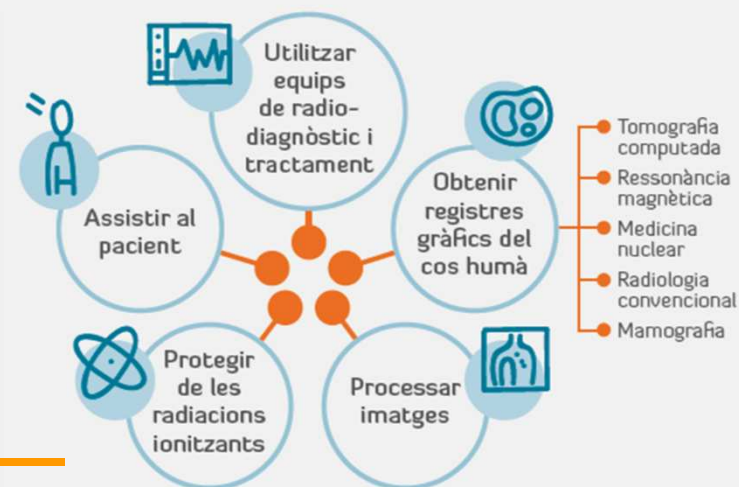 Utilitzar
equips
de radio-
diagnòstic i
tractament
Assistir al
pacient
Obtenir
registres
gràfics del
cos humà
Tomografia
computada
Ressonància
magnètica
Medicina
nuclear
Radiologia
convencional
Mamografia
Protegir
de les
radiacions
ionitzants
Processar
imatges